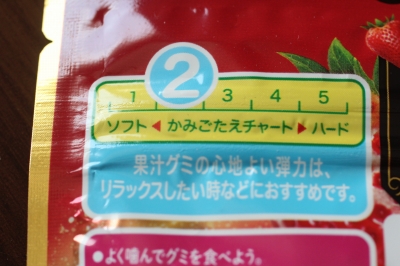 1 2 3 4 5
ソフト ◀ かみごたえチャート ▶ ハード
果汁グミの心地よい弾力は、
リラックスしたい時などにおすすめです。
●よく噛んでグミを食べよう。